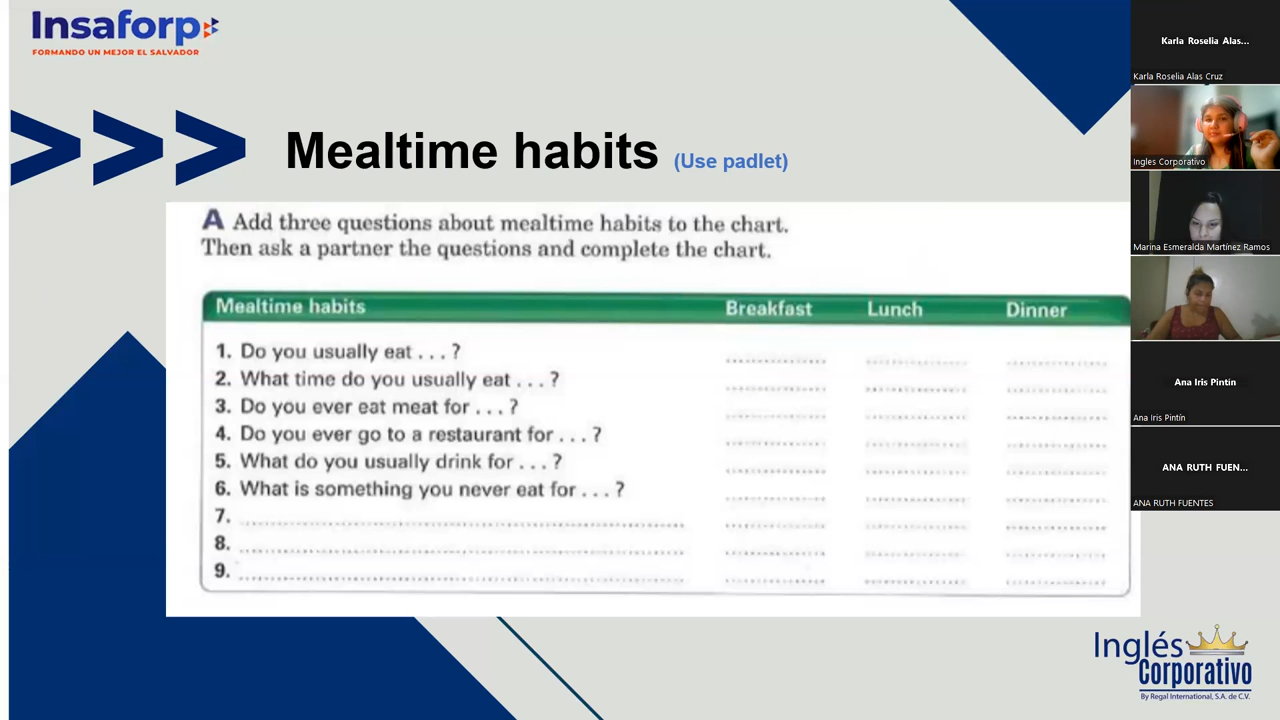 Insaforp
FORMANDO UN MEJOR EL SALVADOR
>>> Mealtime habits (Use padlet)
A Add three questions about mealtime habits to the chart.
Then ask a partner the questions and complete the chart.
Mealtime habits Breakfast Lunch Dinner
1. Do you usually eat . . . ?
2. What time do you usually eat . . . ?
3. Do you ever eat meat for . . . ?
4. Do you ever go to a restaurant for . . . ?
5. What do you usually drink for . . . ?
6. What is something you never eat for . . . ?
7.
8.
9.
Karla Roselia Alas...
Karla Roselia Alas Cruz
Ingles Corporativo
Marina Esmeralda Martínez Ramos
Ana Iris Pintin
Ana Iris Pintín
ANA RUTH FUEN...
ANA RUTH FUENTES
Inglés
Corporativo
By Regal International, S.A. de C.V.